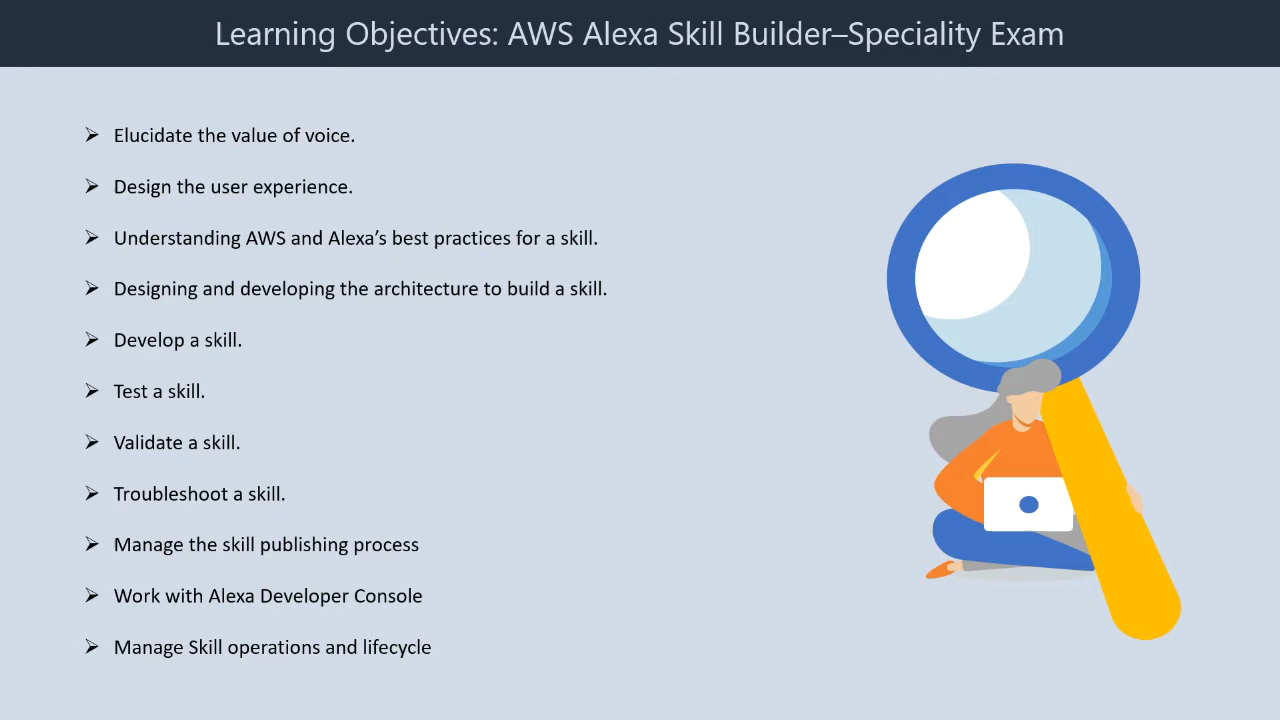 Learning Objectives: AWS Alexa Skill Builder–Speciality Exam
Elucidate the value of voice.
Design the user experience.
Understanding AWS and Alexa’s best practices for a skill.
Designing and developing the architecture to build a skill.
Develop a skill.
Test a skill.
Validate a skill.
Troubleshoot a skill.
Manage the skill publishing process
Work with Alexa Developer Console
Manage Skill operations and lifecycle